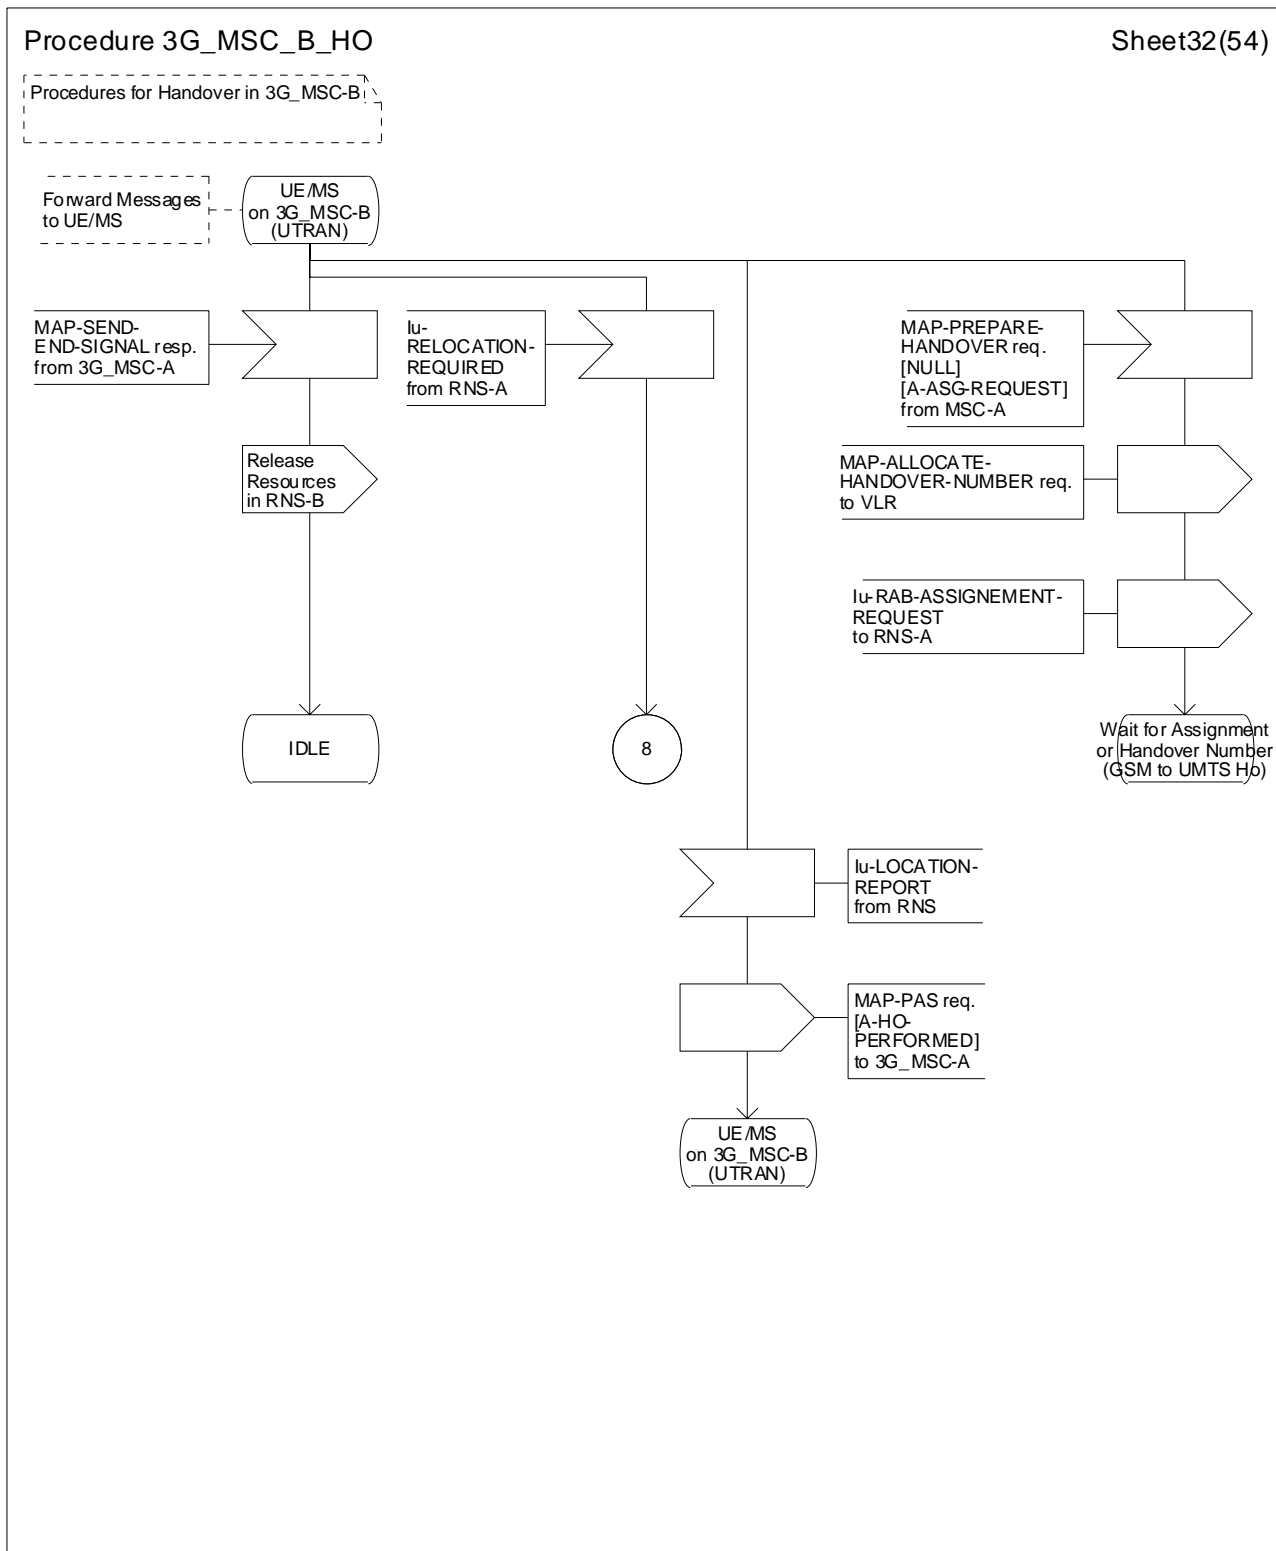 Procedure 3G_MSC_B_HO
Sheet32(54)
Procedures for Handover in 3G_MSC-B
Forward Messages
to UE/MS
UE/MS
on 3G_MSC-B
(UTRAN)
MAP-SEND-
END-SIGNAL resp.
from 3G_MSC-A
Iu-
RELOCATION-
REQUIRED
from RNS-A
MAP-PREPARE-
HANDOVER req.
[NULL]
[A-ASG-REQUEST]
from MSC-A
Release
Resources
in RNS-B
MAP-ALLOCATE-
HANDOVER-NUMBER req.
to VLR
Iu-RAB-ASSIGNEMENT-
REQUEST
to RNS-A
IDLE
8
Wait for Assignment
or Handover Number
(GSM to UMTS Ho)
Iu-LOCATION-
REPORT
from RNS
MAP-PAS req.
[A-HO-
PERFORMED]
to 3G_MSC-A
UE/MS
on 3G_MSC-B
(UTRAN)